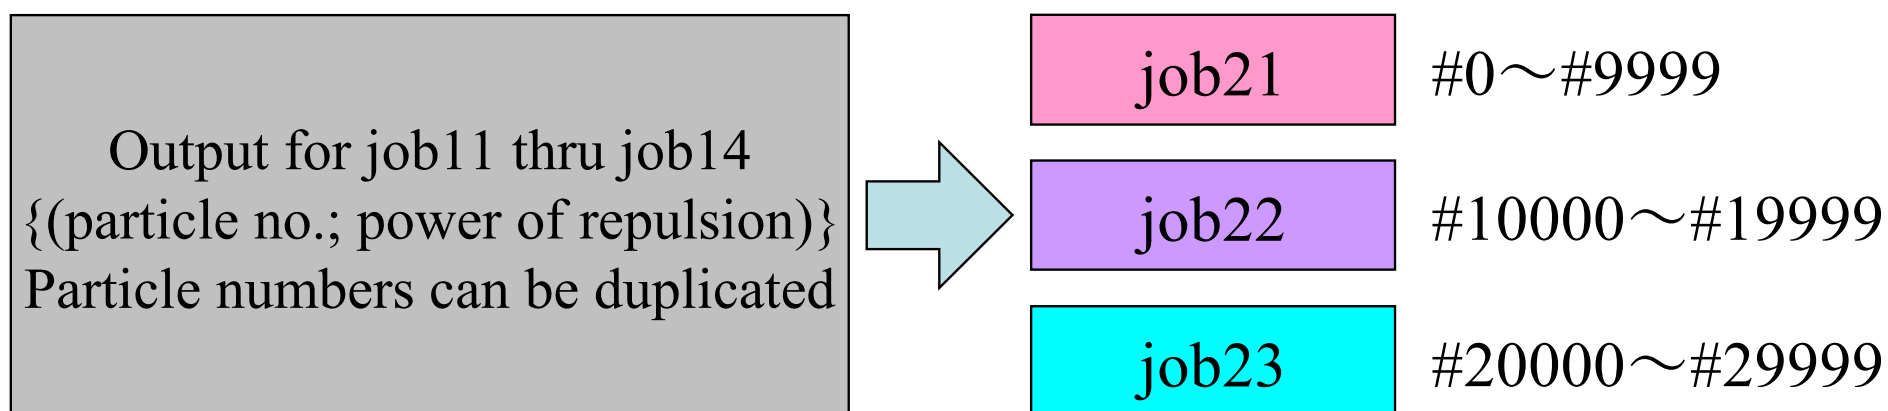 Output for job11 thru job14
{(particle no.; power of repulsion)}
Particle numbers can be duplicated
job21
#0～#9999
job22
#10000～#19999
job23
#20000～#29999